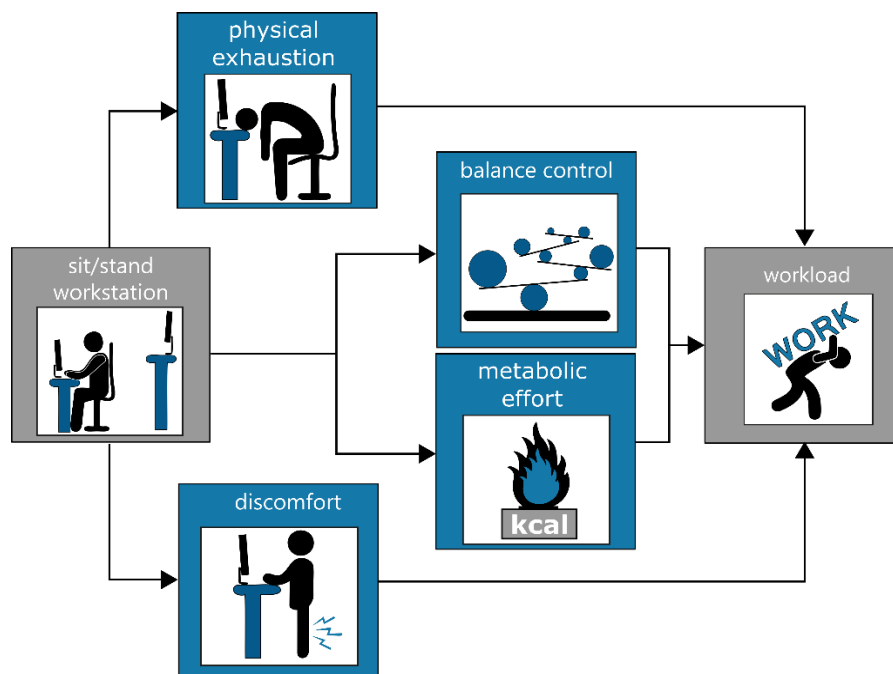 physical
exhaustion
balance control
sit/stand
workstation
workload
WORK
metabolic
effort
kcal
discomfort